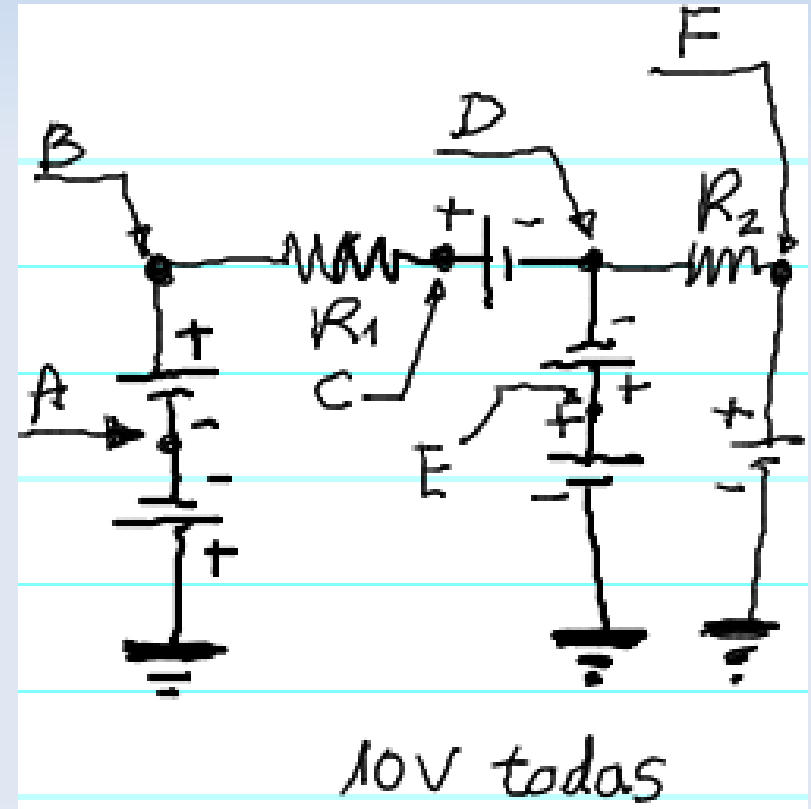 F
D
B
R2
+ -
R1
+
C
A
-
-
+
-
+
+
E
-
+
-
10V todas